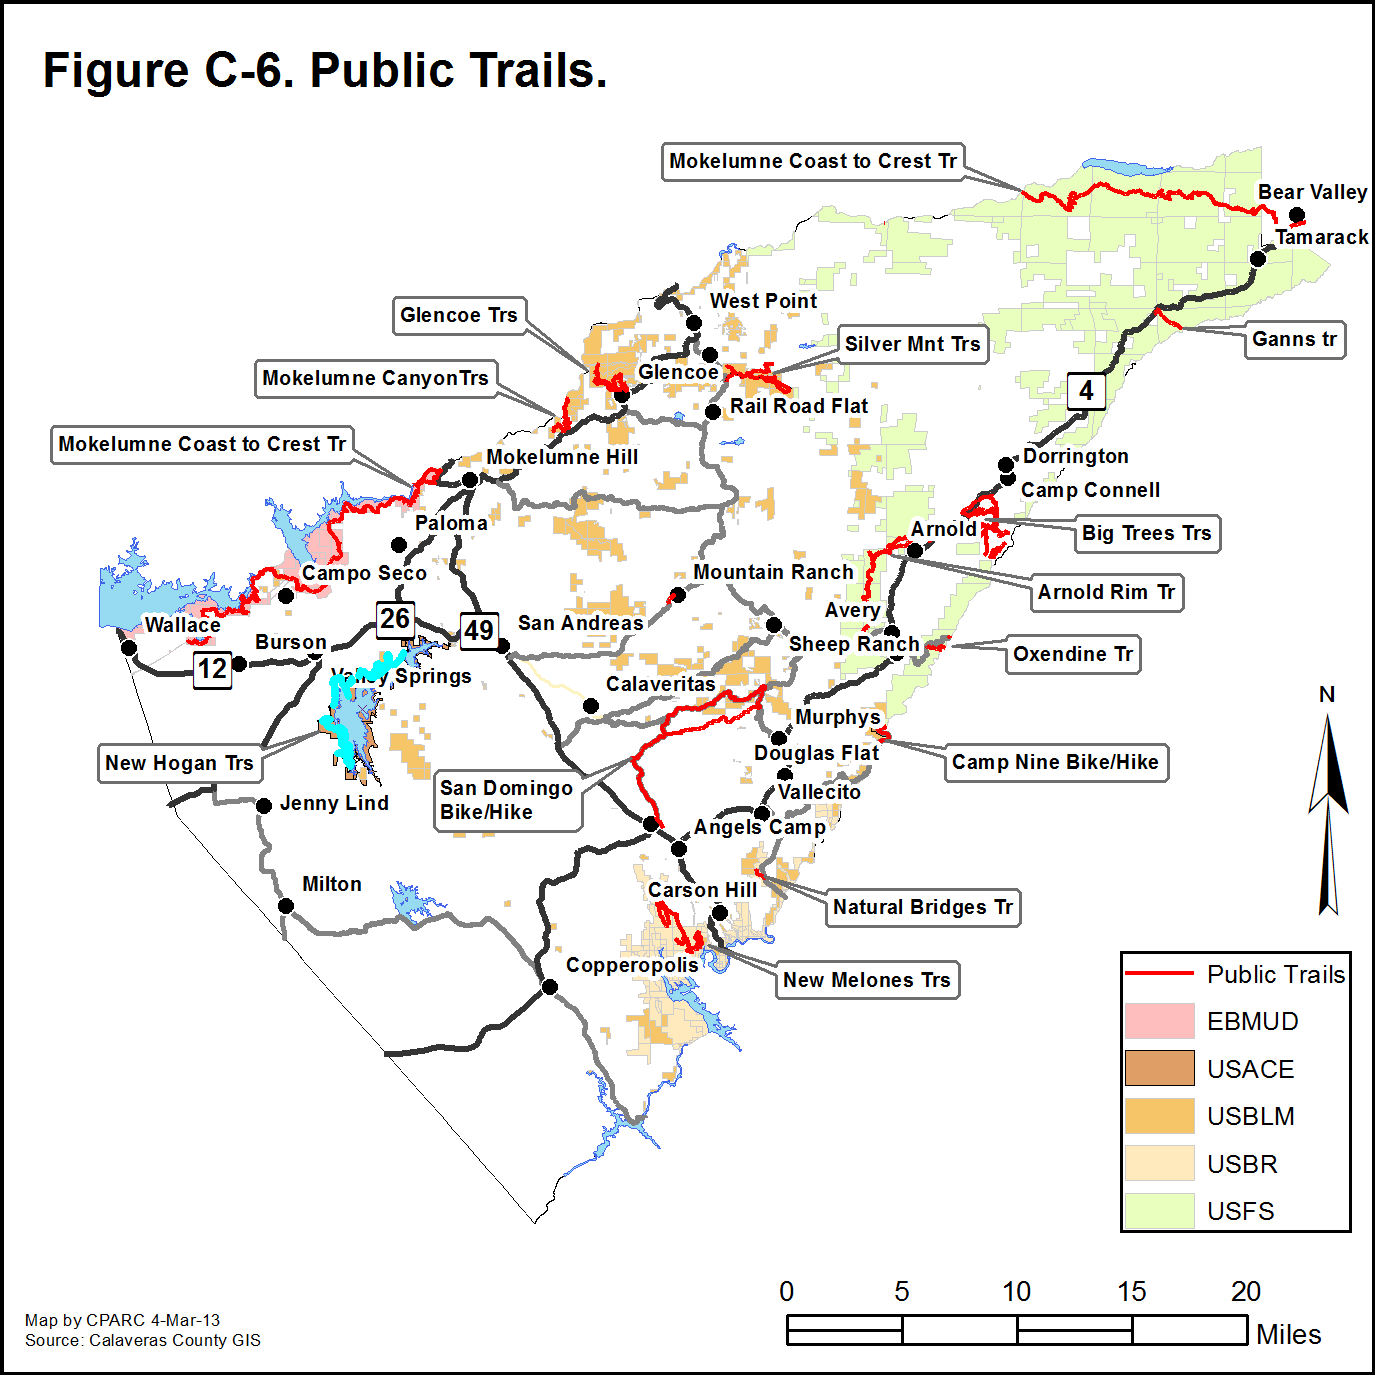 Figure C-6. Public Trails.
Mokelumne Coast to Crest Tr
Bear Valley
Tamarack
West Point
Glencoe Trs
Silver Mnt Trs
Ganns tr
Glencoe
Mokelumne CanyonTrs
4
Rail Road Flat
Mokelumne Coast to Crest Tr
Mokelumne Hill
Dorrington
Camp Connell
Paloma
Arnold
Big Trees Trs
Campo Seco
Mountain Ranch
Arnold Rim Tr
Avery
Wallace
26
49
San Andreas
Burson
Sheep Ranch
Oxendine Tr
12
Valley Springs
Calaveritas
N
Murphys
New Hogan Trs
Douglas Flat
Camp Nine Bike/Hike
San Domingo
Bike/Hike
Vallecito
Jenny Lind
Angels Camp
Milton
Carson Hill
Natural Bridges Tr
Copperopolis
New Melones Trs
Public Trails
EBMUD
USACE
USBLM
USBR
USFS
0 5 10 15 20
Miles
Map by CPARC 4-Mar-13
Source: Calaveras County GIS